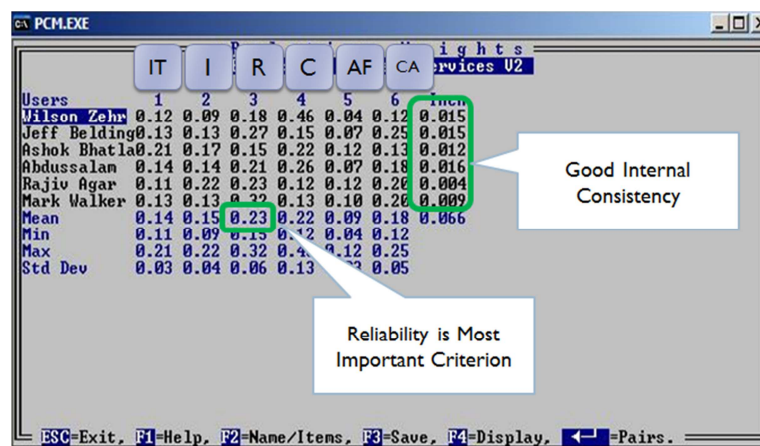 PCM.EXE
IT I R C AF CA
ights
ervices V2
Users 1 2 3 4 5 6
Wilson Zehr 0.12 0.09 0.18 0.46 0.04 0.12 0.015
Jeff Belding0.13 0.13 0.27 0.15 0.07 0.25 0.015
Ashok Bhatla0.21 0.17 0.15 0.22 0.12 0.13 0.012
Abdussalam 0.14 0.14 0.21 0.26 0.07 0.18 0.016
Rajiv Agar 0.11 0.22 0.23 0.12 0.12 0.20 0.004
Mark Walker 0.13 0.13 0.32 0.13 0.10 0.20 0.009
Mean 0.14 0.15 0.23 0.22 0.09 0.18 0.066
Min 0.11 0.09 0.15 0.12 0.04 0.12
Max 0.21 0.22 0.32 0.12 0.25
Std Dev 0.03 0.04 0.06 0.13 0.05
Good Internal
Consistency
Reliability is Most
Important Criterion
ESC=Exit, F1=Help, F2=Name/Items, F3=Save, F4=Display, =Pairs.